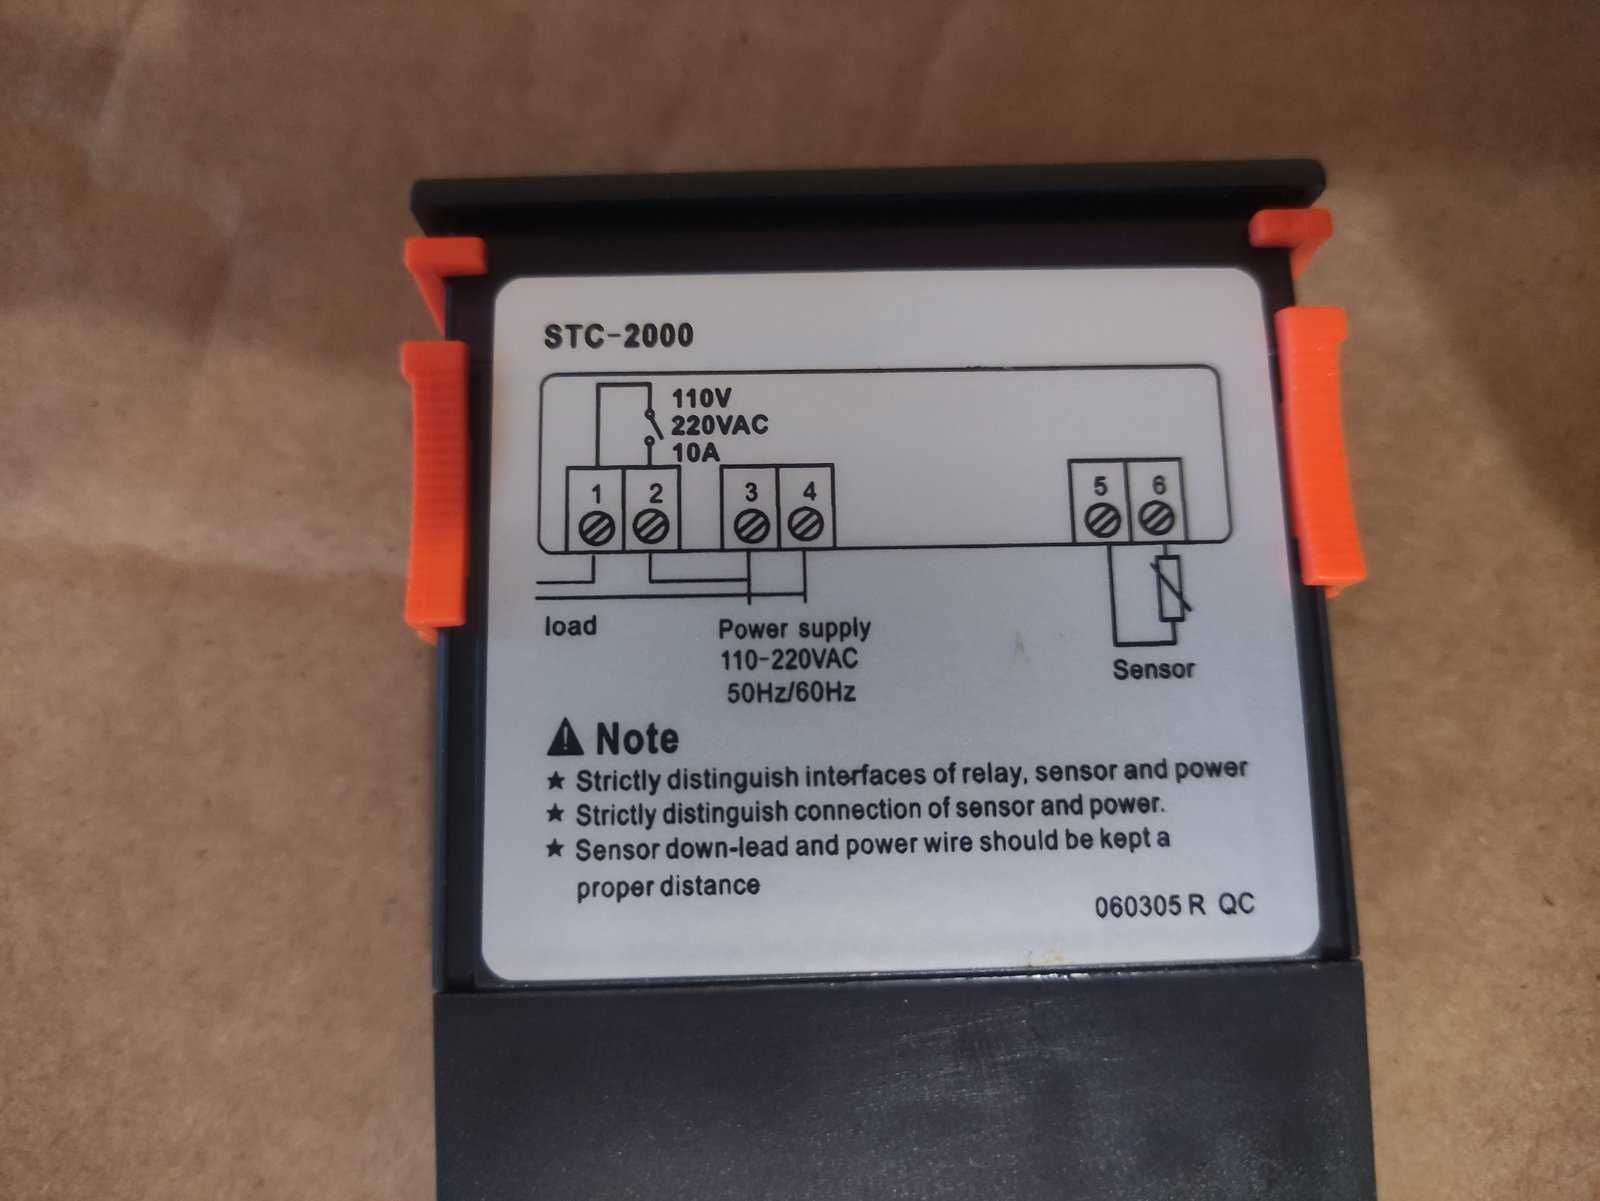 STC-2000
110V
220VAC
10A
1 2 3 4 5 6
load
Power supply
110-220VAC
50Hz/60Hz
Sensor
Note
★ Strictly distinguish interfaces of relay, sensor and power
★ Strictly distinguish connection of sensor and power.
★ Sensor down-lead and power wire should be kept a
proper distance
060305 R QC